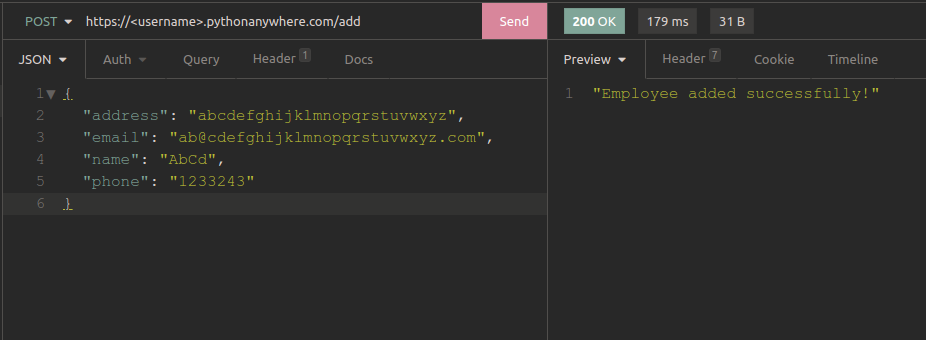 POST https://<username>.pythonanywhere.com/add Send 200 OK 179 ms 31 B
JSON Auth Query Header 1 Docs Preview Header 7 Cookie Timeline
1 {
2 "address": "abcdefghijklmnopqrstuvwxyz",
3 "email": "ab@cdefghijklmnopqrstuvwxyz.com",
4 "name": "AbCd",
5 "phone": "1233243"
6 }
1 "Employee added successfully!"